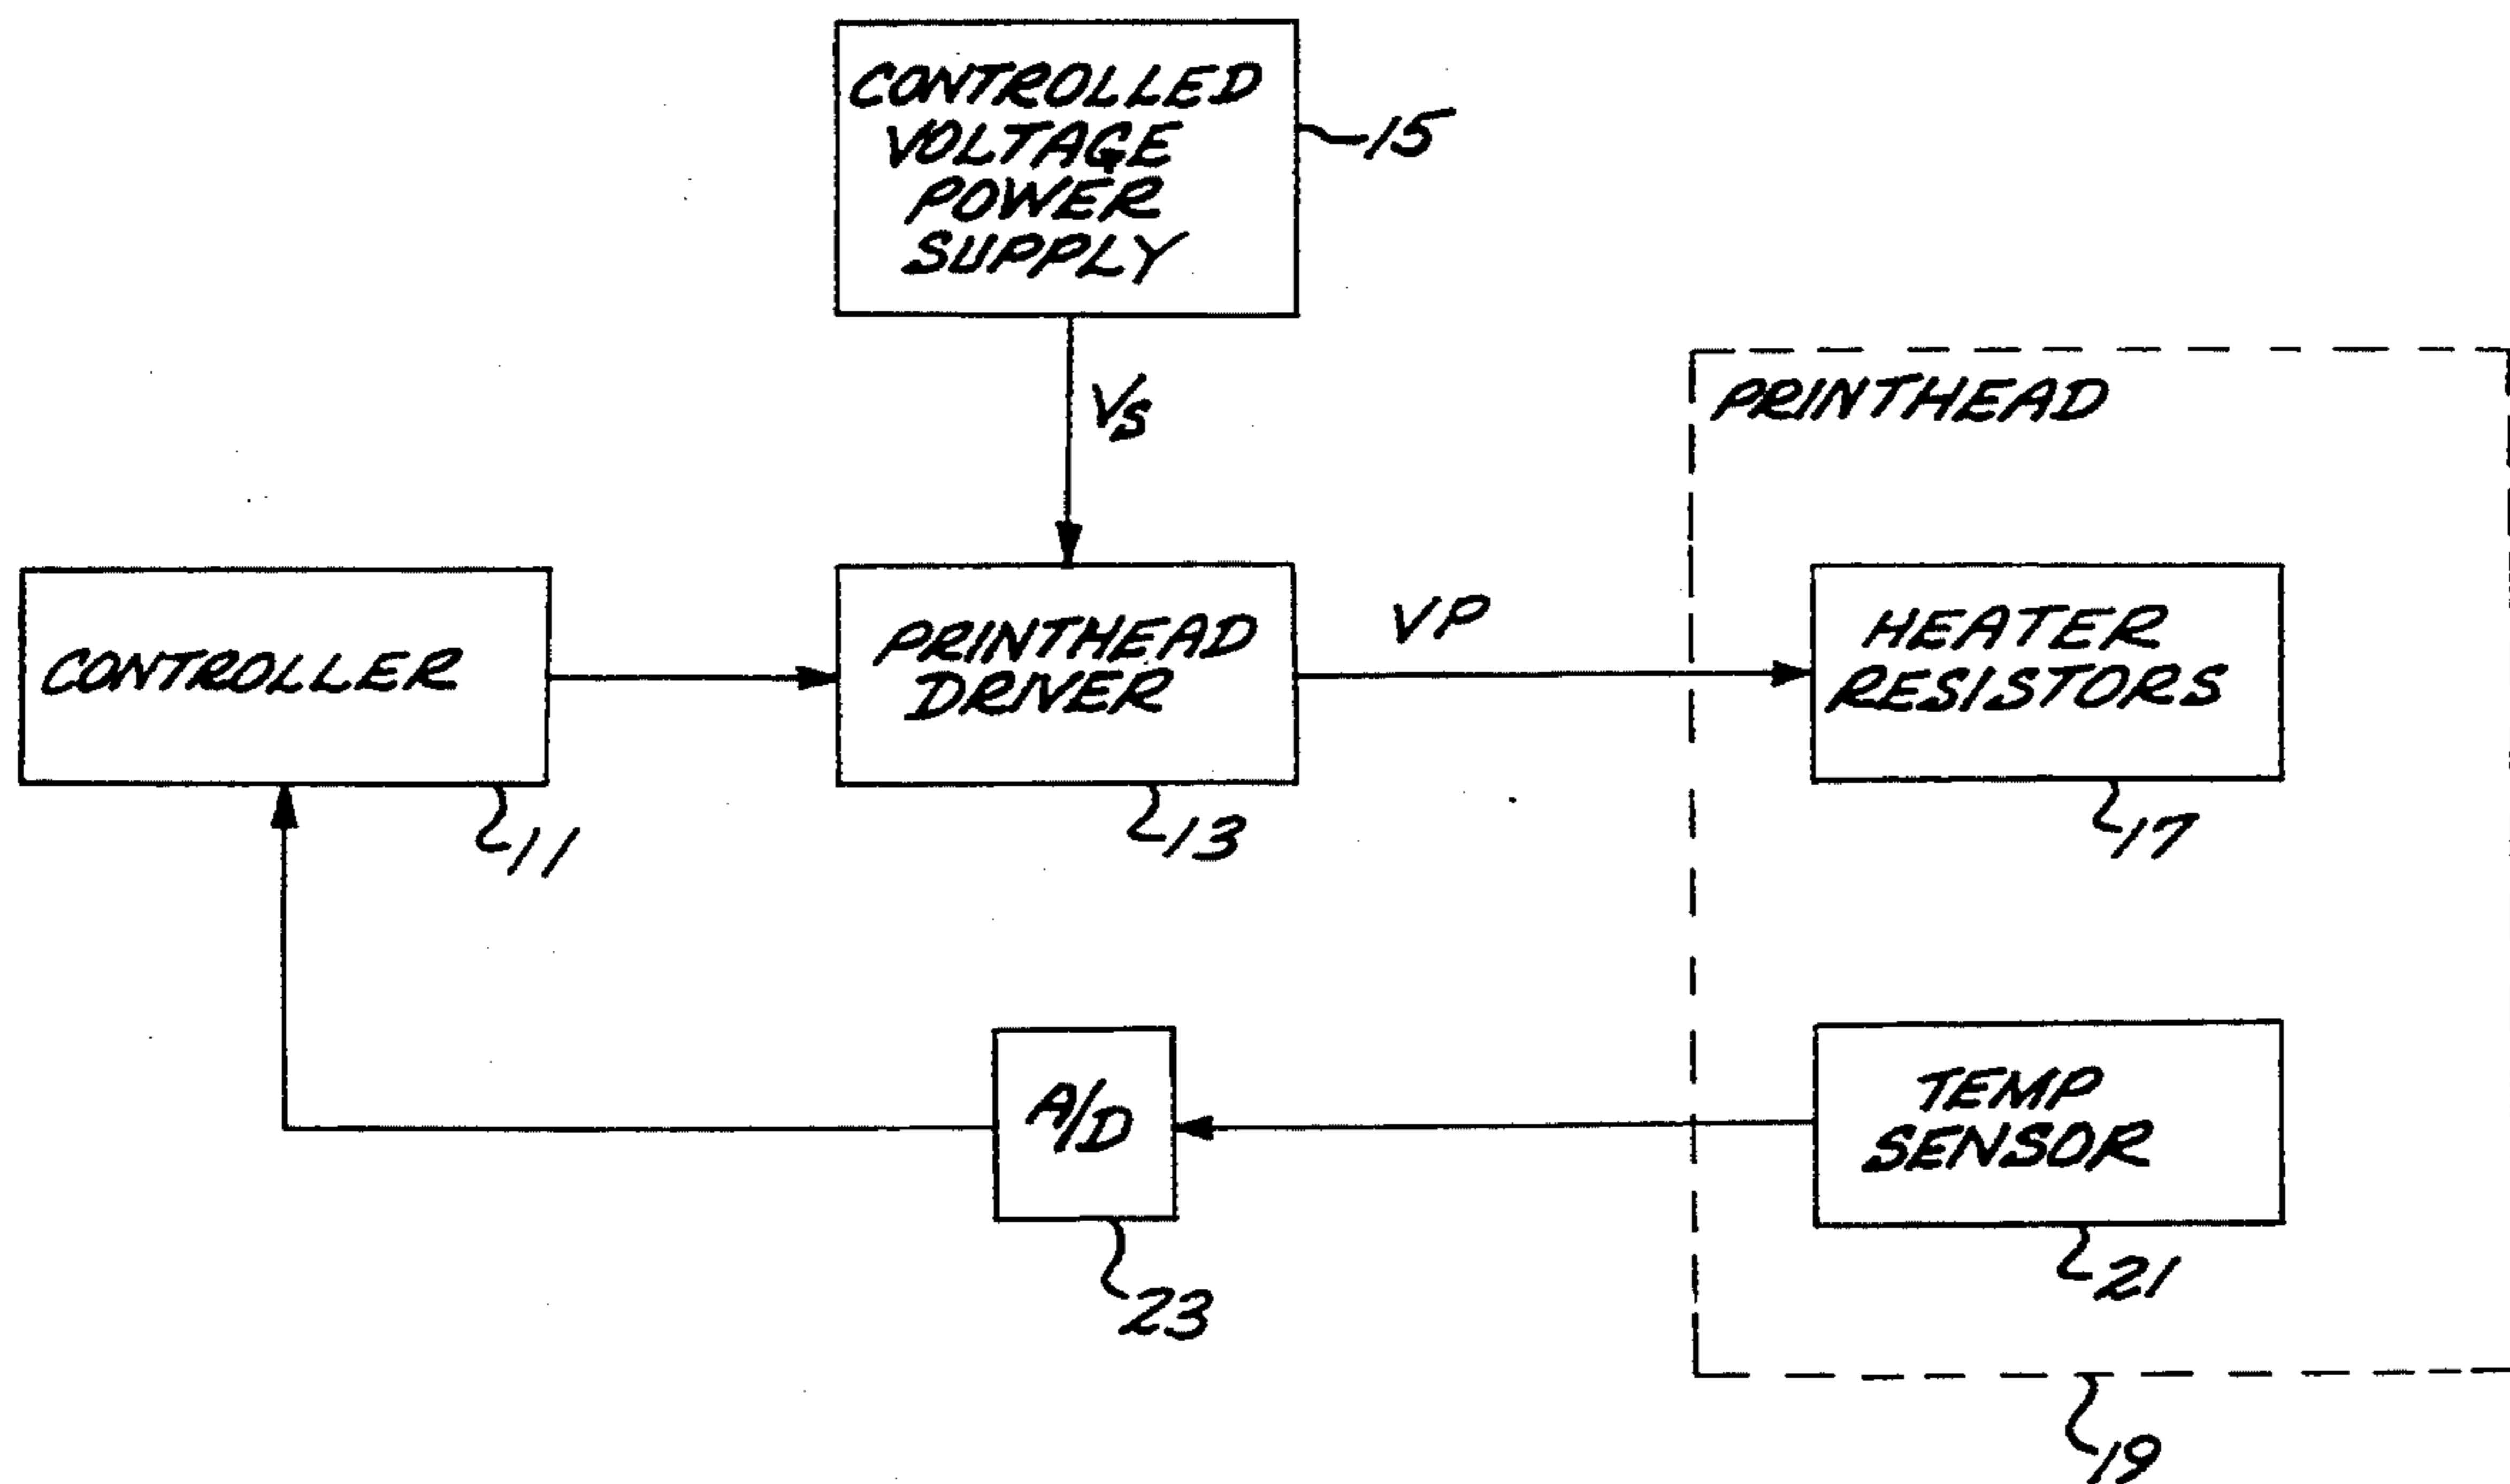 CONTROLLED
VOLTAGE
POWER
SUPPLY
15
VS
PRINTHEAD
CONTROLLER
11
PRINTHEAD
DRIVER
13
VP
HEATER
RESISTORS
17
A/D
23
TEMP
SENSOR
21
19